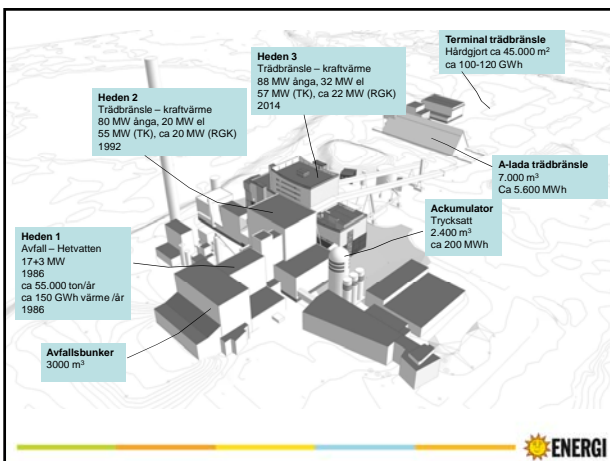 Terminal trädbränsle
Hårdgjort ca 45.000 m²
ca 100-120 GWh
Heden 3
Trädbränsle – kraftvärme
88 MW ånga, 32 MW el
57 MW (TK), ca 22 MW (RGK)
2014
Heden 2
Trädbränsle – kraftvärme
80 MW ånga, 20 MW el
55 MW (TK), ca 20 MW (RGK)
1992
A-lada trädbränsle
7.000 m³
Ca 5.600 MWh
Ackumulator
Trycksatt
2.400 m³
ca 200 MWh
Heden 1
Avfall – Hetvatten
17+3 MW
1986
ca 55.000 ton/år
ca 150 GWh värme /år
1986
Avfallsbunker
3000 m³
ENERGI